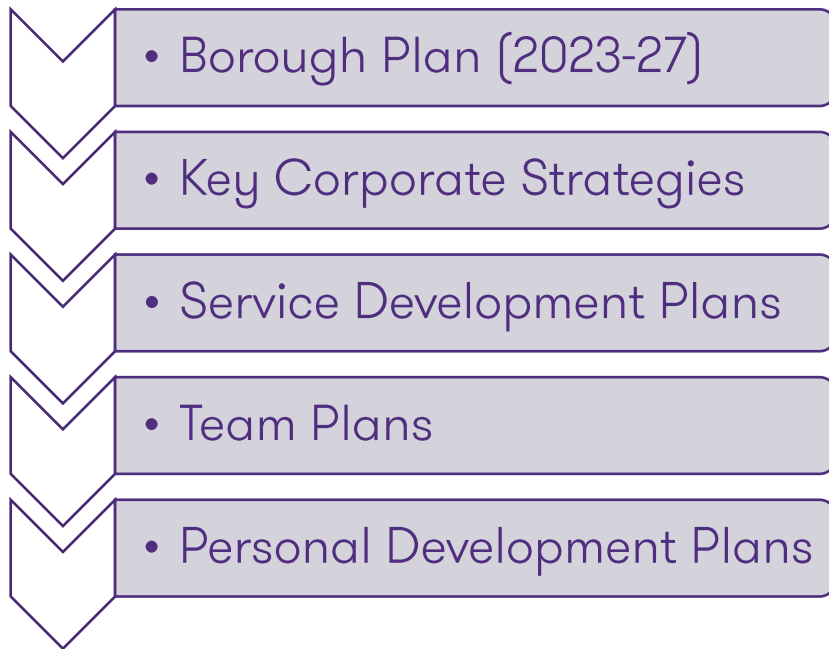 • Borough Plan (2023-27)
• Key Corporate Strategies
• Service Development Plans
• Team Plans
• Personal Development Plans